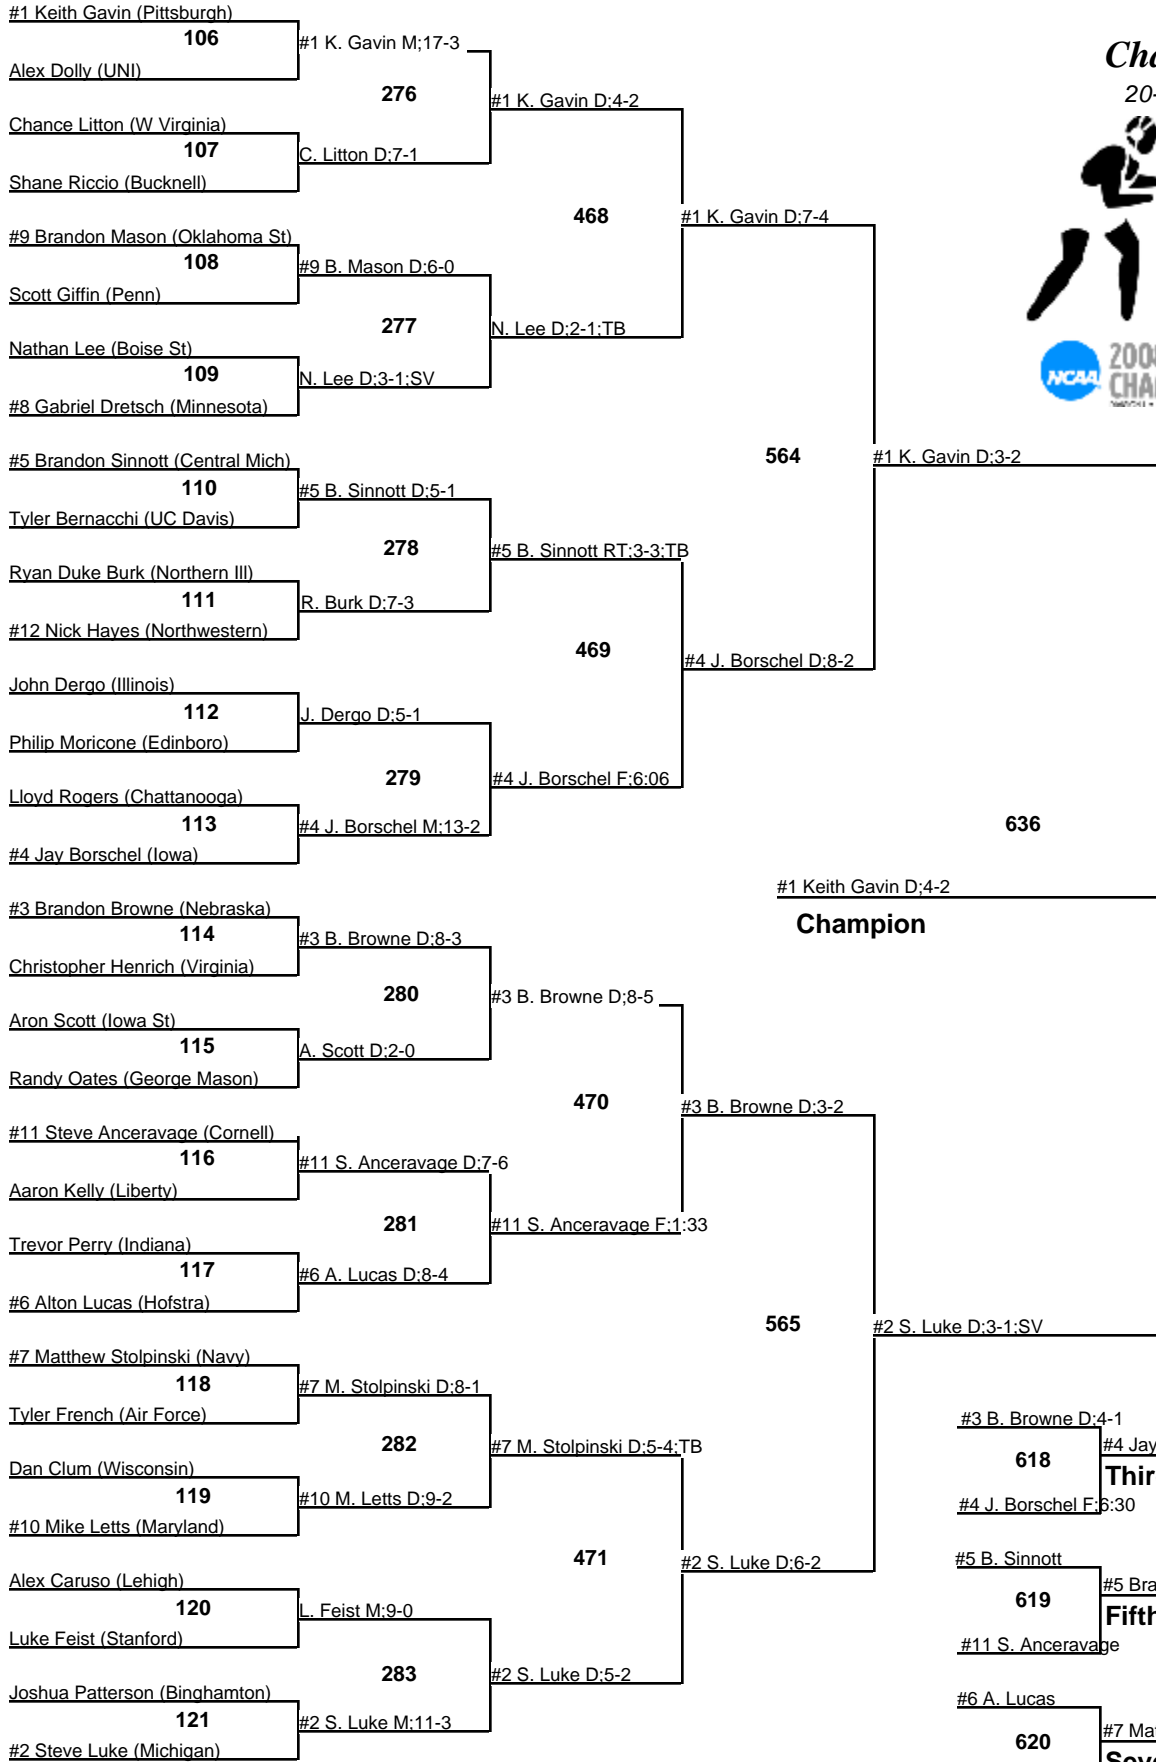 #1 Keith Gavin (Pittsburgh)
106
Alex Dolly (UNI)
#1 K. Gavin M;17-3
276
Chance Litton (W Virginia)
107
Shane Riccio (Bucknell)
C. Litton D;7-1
#1 K. Gavin D;4-2
468
#9 Brandon Mason (Oklahoma St)
108
Scott Giffin (Penn)
#9 B. Mason D;6-0
277
Nathan Lee (Boise St)
109
#8 Gabriel Dretsch (Minnesota)
N. Lee D;3-1;SV
N. Lee D;2-1;TB
#1 K. Gavin D;7-4
564
#5 Brandon Sinnott (Central Mich)
110
Tyler Bernacchi (UC Davis)
#5 B. Sinnott D;5-1
278
Ryan Duke Burk (Northern Ill)
111
#12 Nick Hayes (Northwestern)
R. Burk D;7-3
#5 B. Sinnott RT;3-3;TB
469
John Dergo (Illinois)
112
Philip Moricone (Edinboro)
J. Dergo D;5-1
279
Lloyd Rogers (Chattanooga)
113
#4 Jay Borschel (Iowa)
#4 J. Borschel M;13-2
#4 J. Borschel F;6:06
#4 J. Borschel D;8-2
#1 K. Gavin D;3-2
636
#1 Keith Gavin D;4-2
Champion
#3 Brandon Browne (Nebraska)
114
Christopher Henrich (Virginia)
#3 B. Browne D;8-3
280
Aron Scott (Iowa St)
115
Randy Oates (George Mason)
A. Scott D;2-0
#3 B. Browne D;8-5
470
#11 Steve Anceravage (Cornell)
116
Aaron Kelly (Liberty)
#11 S. Anceravage D;7-6
281
Trevor Perry (Indiana)
117
#6 Alton Lucas (Hofstra)
#6 A. Lucas D;8-4
#11 S. Anceravage F;1:33
#3 B. Browne D;3-2
565
#7 Matthew Stolpinski (Navy)
118
Tyler French (Air Force)
#7 M. Stolpinski D;8-1
282
Dan Clum (Wisconsin)
119
#10 Mike Letts (Maryland)
#10 M. Letts D;9-2
#7 M. Stolpinski D;5-4;TB
471
Alex Caruso (Lehigh)
120
Luke Feist (Stanford)
L. Feist M;9-0
283
Joshua Patterson (Binghamton)
121
#2 Steve Luke (Michigan)
#2 S. Luke M;11-3
#2 S. Luke D;5-2
#2 S. Luke D;6-2
#2 S. Luke D;3-1;SV
Cha
20-
NCAA
2008
CHA
#3 B. Browne D;4-1
618
#4 J. Borschel F;6:30
#4 Jay
Thir
#5 B. Sinnott
619
#11 S. Anceravage
#5 Bra
Fifth
#6 A. Lucas
620
#7 Mat
Seve